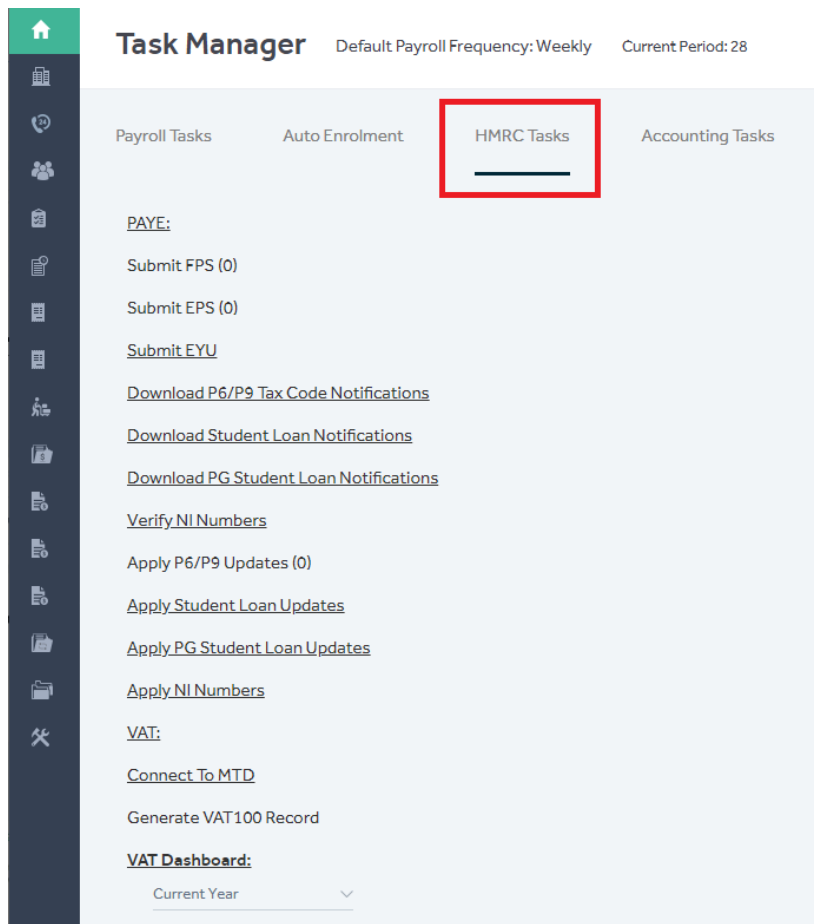 Task Manager Default Payroll Frequency: Weekly Current Period: 28
Payroll Tasks Auto Enrolment HMRC Tasks Accounting Tasks
PAYE:
Submit FPS (0)
Submit EPS (0)
Submit EYU
Download P6/P9 Tax Code Notifications
Download Student Loan Notifications
Download PG Student Loan Notifications
Verify NI Numbers
Apply P6/P9 Updates (0)
Apply Student Loan Updates
Apply PG Student Loan Updates
Apply NI Numbers
VAT:
Connect To MTD
Generate VAT100 Record
VAT Dashboard:
Current Year